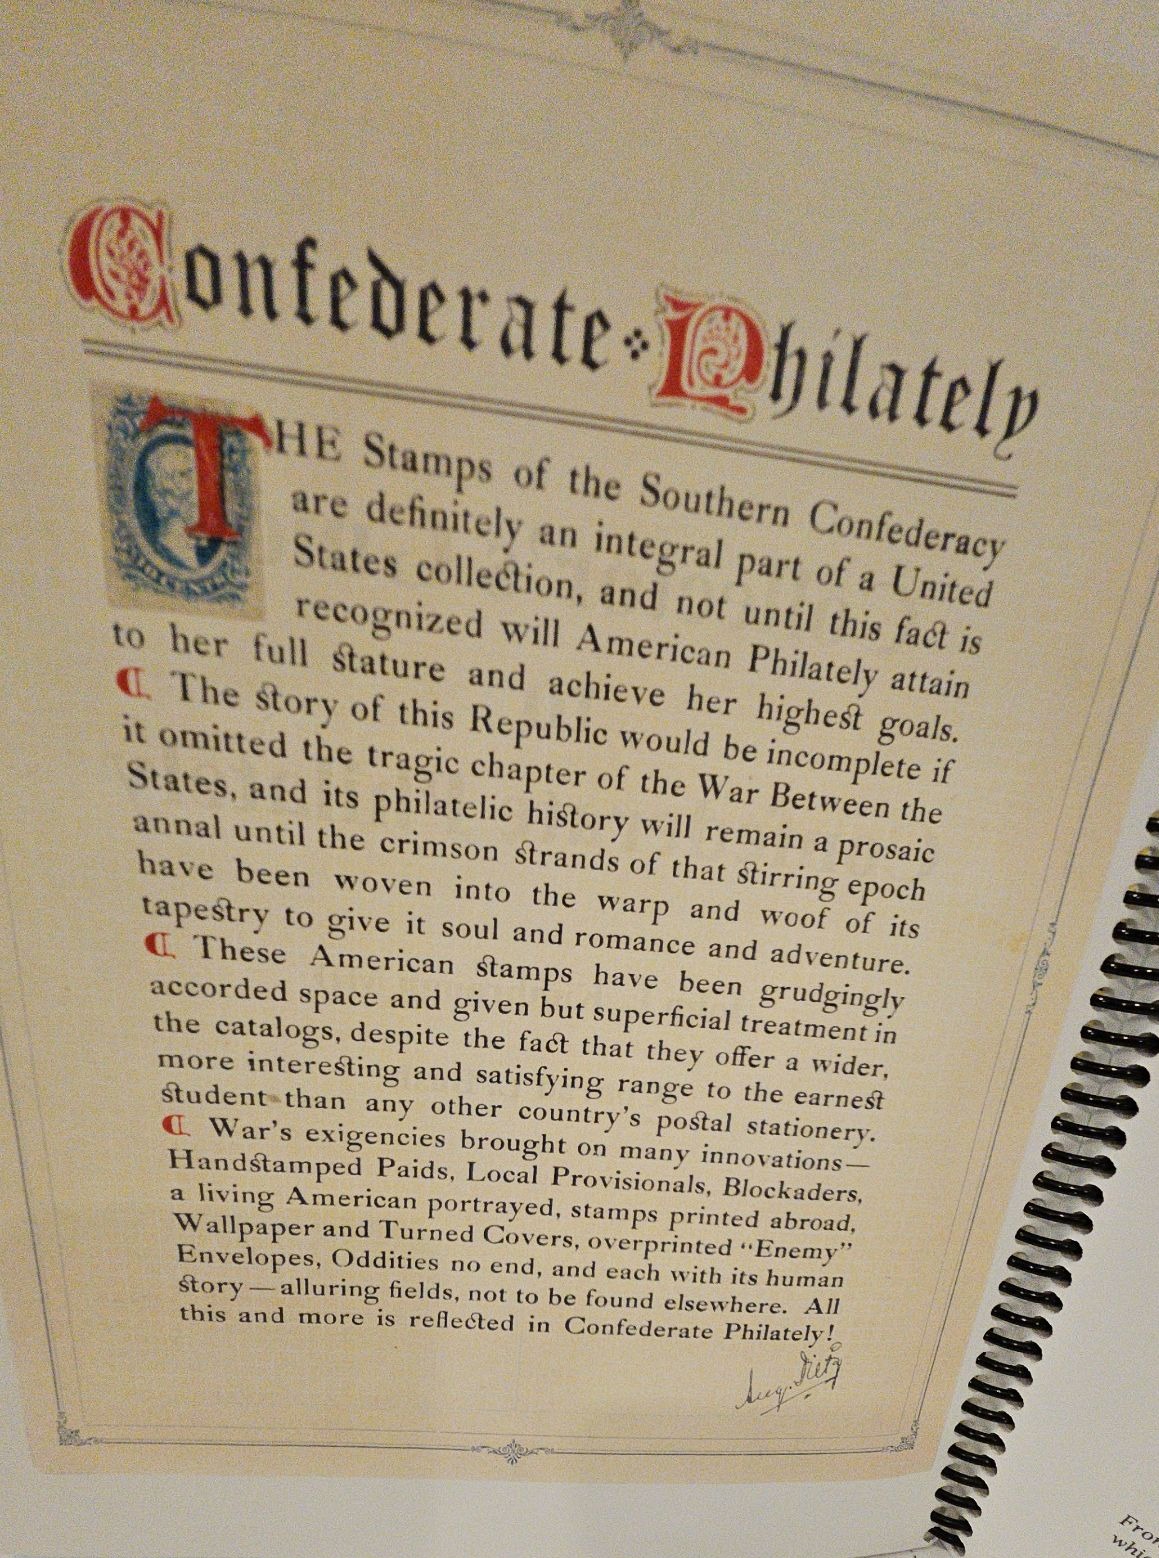 Confederate Philately
THE Stamps of the Southern Confederacy
are definitely an integral part of a United
States collection, and not until this fact is
recognized will American Philately attain
to her full stature and achieve her highest goals.
¶ The story of this Republic would be incomplete if
it omitted the tragic chapter of the War Between the
States, and its philatelic history will remain a prosaic
annal until the crimson strands of that stirring epoch
have been woven into the warp and woof of its
tapestry to give it soul and romance and adventure.
¶ These American stamps have been grudgingly
accorded space and given but superficial treatment in
the catalogs, despite the fact that they offer a wider,
more interesting and satisfying range to the earnest
student than any other country's postal stationery.
¶ War's exigencies brought on many innovations—
Handstamped Paids, Local Provisionals, Blockaders,
a living American portrayed, stamps printed abroad,
Wallpaper and Turned Covers, overprinted “Enemy”
Envelopes, Oddities no end, and each with its human
story—alluring fields, not to be found elsewhere. All
this and more is reflected in Confederate Philately!
Aug. Dietz